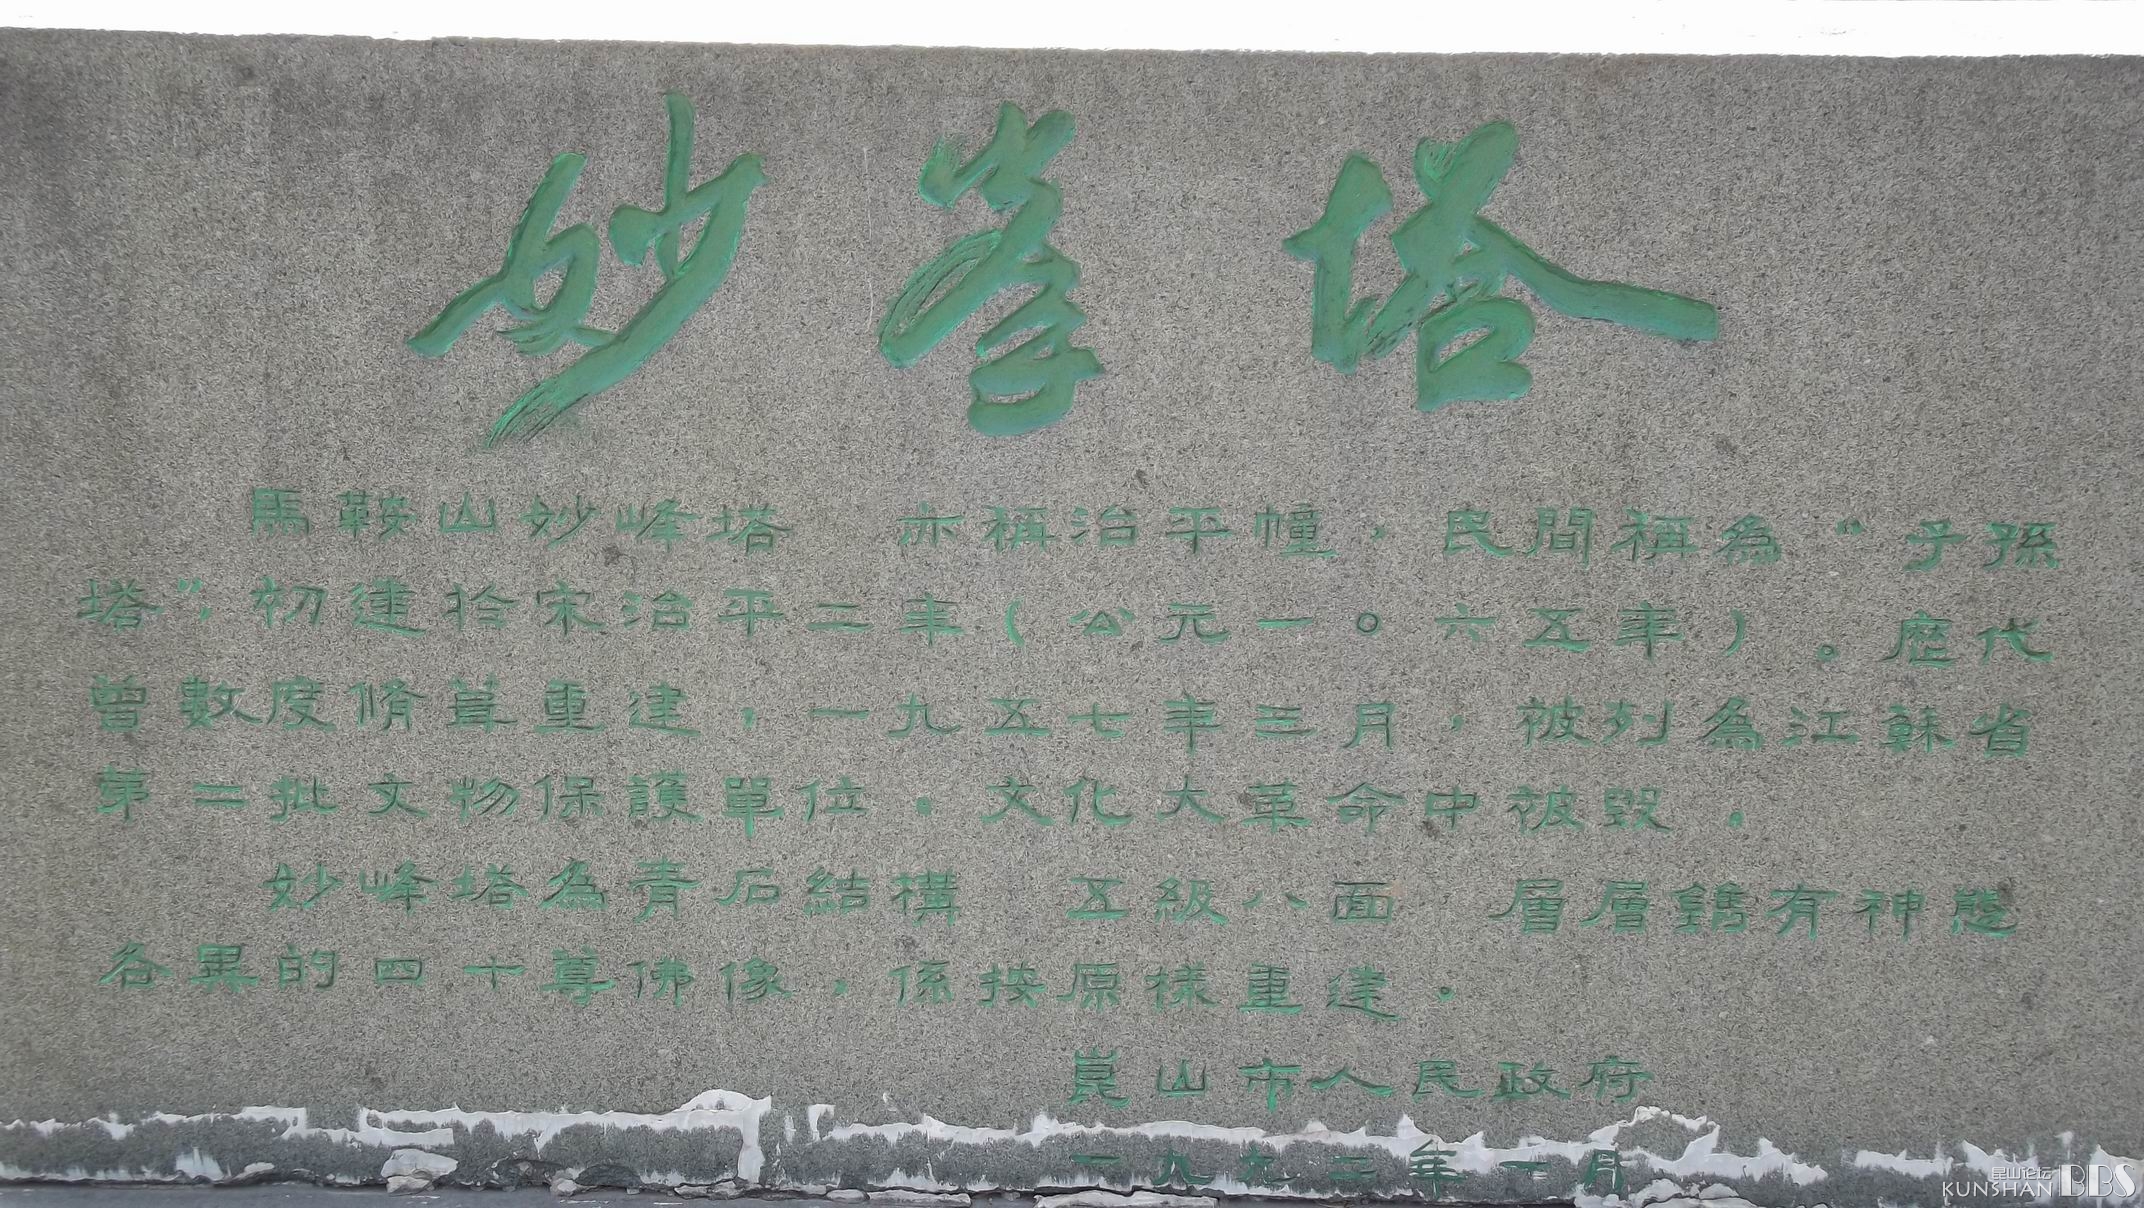 妙峯塔
馬鞍山妙峰塔 亦稱治平幢，民間稱為“子孫
塔”，初建於宋治平二年（公元一〇六五年）。歷代
曾數度脩葺重建，一九五七年三月，被列為江蘇省
第二批文物保護單位。文化大革命中被毀。
妙峰塔為青石結構 五級八面 層層鐫有神態
各異的四十尊佛像，係按原樣重建。
崑山市人民政府
一九九二年 月
昆山论坛
KUNSHAN BBS